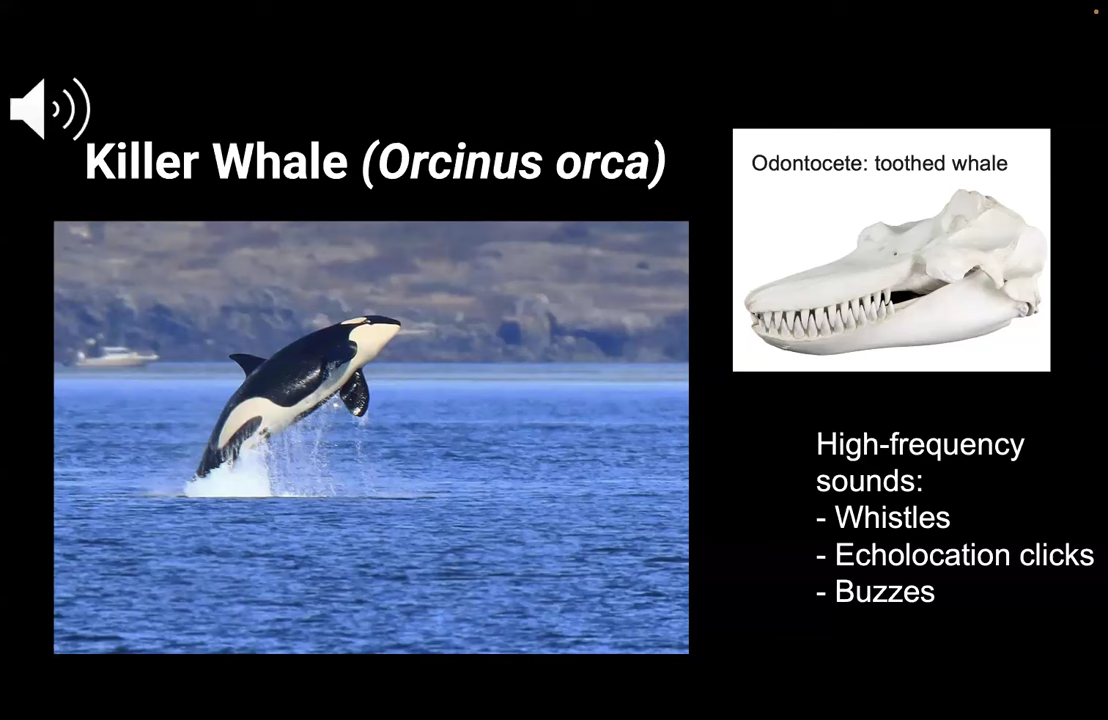 Killer Whale (Orcinus orca)
Odontocete: toothed whale
High-frequency
sounds:
- Whistles
- Echolocation clicks
- Buzzes